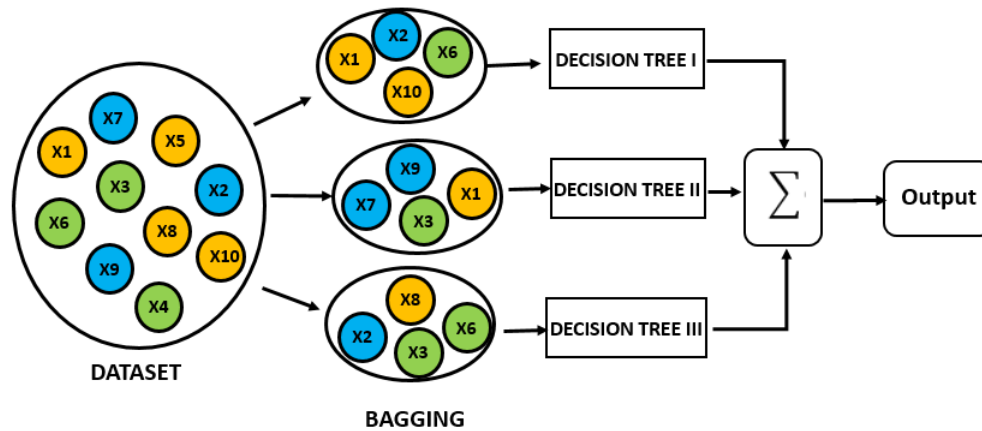 X7
X1
X5
X3
X2
X6
X8
X10
X9
X4
DATASET
X2
X1
X6
X10
X9
X7
X1
X3
X8
X2
X6
X3
BAGGING
DECISION TREE I
DECISION TREE II
DECISION TREE III
∑
Output